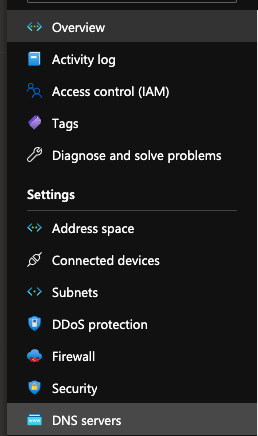 Overview
Activity log
Access control (IAM)
Tags
Diagnose and solve problems
Settings
Address space
Connected devices
Subnets
DDoS protection
Firewall
Security
DNS servers